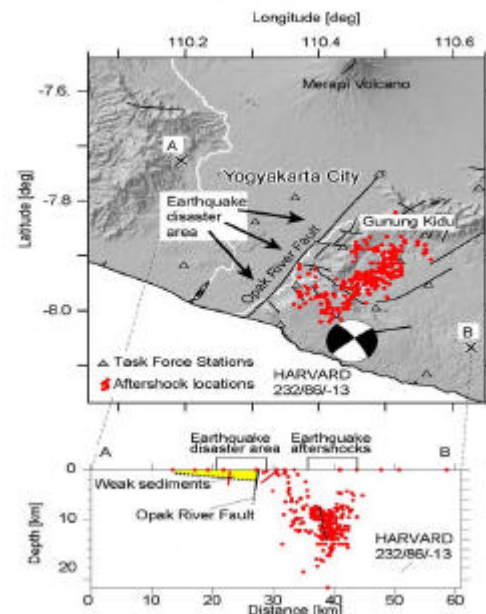 Longitude [deg]
110.2 110.4 110.6
Merapi Volcano
-7.6
A
Yogyakarta City
-7.8
Earthquake
disaster
area
Gunung Kidu
Opak River Fault
Latitude [deg]
-8.0
B
Task Force Stations
Aftershock locations
HARVARD
232/86/-13
A
Earthquake
disaster area
Earthquake
aftershocks
B
0
Weak sediments
Opak River Fault
10
Depth [km]
HARVARD
232/86/-13
20
0 10 20 30 40 50 60
Distance [km]